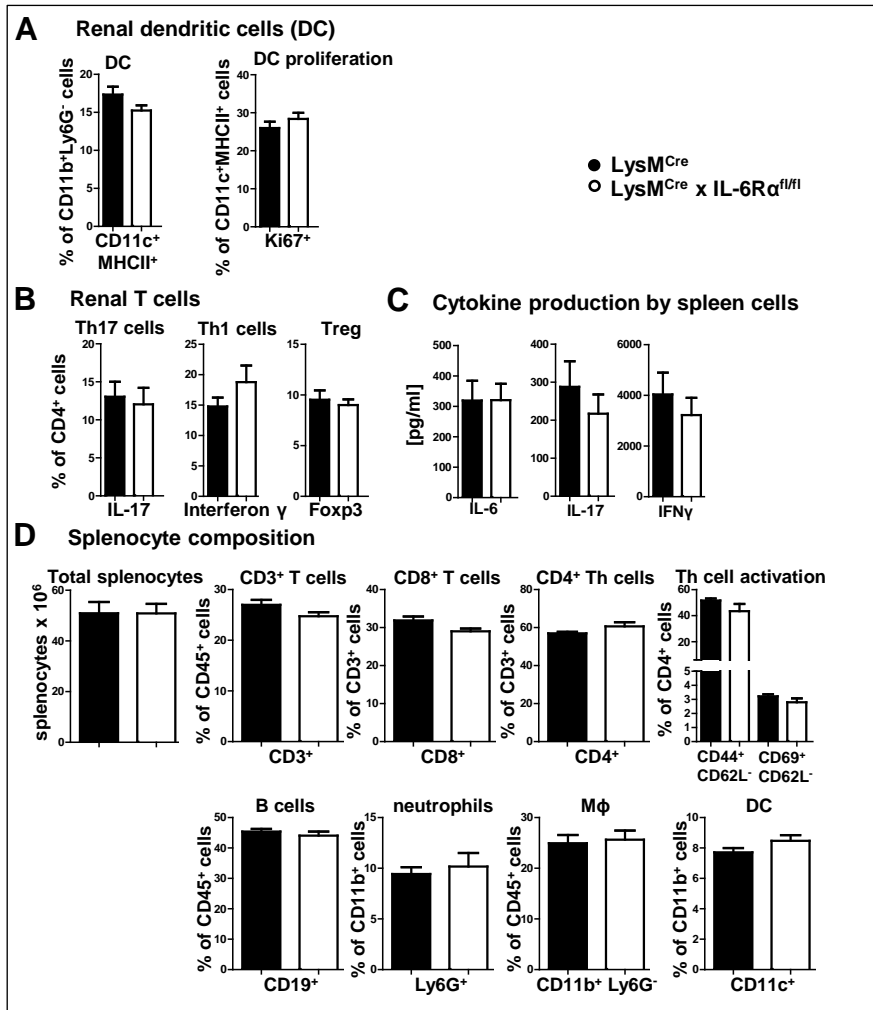 A Renal dendritic cells (DC)
DC
% of CD11b⁺Ly6G⁻ cells
20
15
10
5
0
CD11c⁺
MHCII⁺
DC proliferation
% of CD11c⁺MHCII⁺ cells
40
30
20
10
0
Ki67⁺
LysM^Cre
LysM^Cre x IL-6Rα^fl/fl
B Renal T cells
Th17 cells
% of CD4⁺ cells
20
15
10
5
0
IL-17
Th1 cells
25
20
15
10
5
0
Interferon γ
Treg
15
10
5
0
Foxp3
C Cytokine production by spleen cells
[pg/ml]
500
400
300
200
100
0
IL-6
400
300
200
100
0
IL-17
6000
4000
2000
0
IFNγ
D Splenocyte composition
Total splenocytes
splenocytes x 10⁶
60
40
20
0
CD3⁺ T cells
% of CD45⁺ cells
30
20
10
0
CD3⁺
CD8⁺ T cells
% of CD3⁺ cells
40
30
20
10
0
CD8⁺
CD4⁺ Th cells
% of CD3⁺ cells
80
60
40
20
0
CD4⁺
Th cell activation
% of CD4⁺ cells
60
40
20
5
4
3
2
1
0
CD44⁺ CD69⁺
CD62L⁻ CD62L⁻
B cells
% of CD45⁺ cells
50
40
30
20
10
0
CD19⁺
neutrophils
% of CD11b⁺ cells
15
10
5
0
Ly6G⁺
Mϕ
% of CD45⁺ cells
30
20
10
0
CD11b⁺ Ly6G⁻
DC
% of CD11b⁺ cells
10
8
6
4
2
0
CD11c⁺